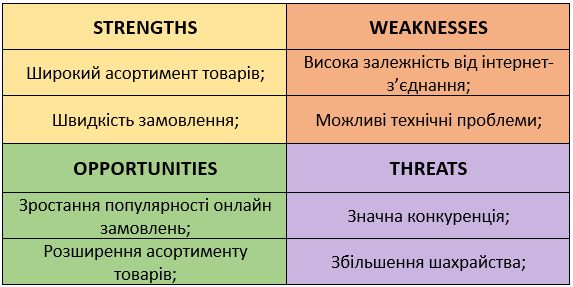 STRENGTHS
WEAKNESSES
Широкий асортимент товарів;
Висока залежність від інтернет-
з’єднання;
Швидкість замовлення;
Можливі технічні проблеми;
OPPORTUNITIES
THREATS
Зростання популярності онлайн
замовлень;
Значна конкуренція;
Розширення асортименту
товарів;
Збільшення шахрайства;